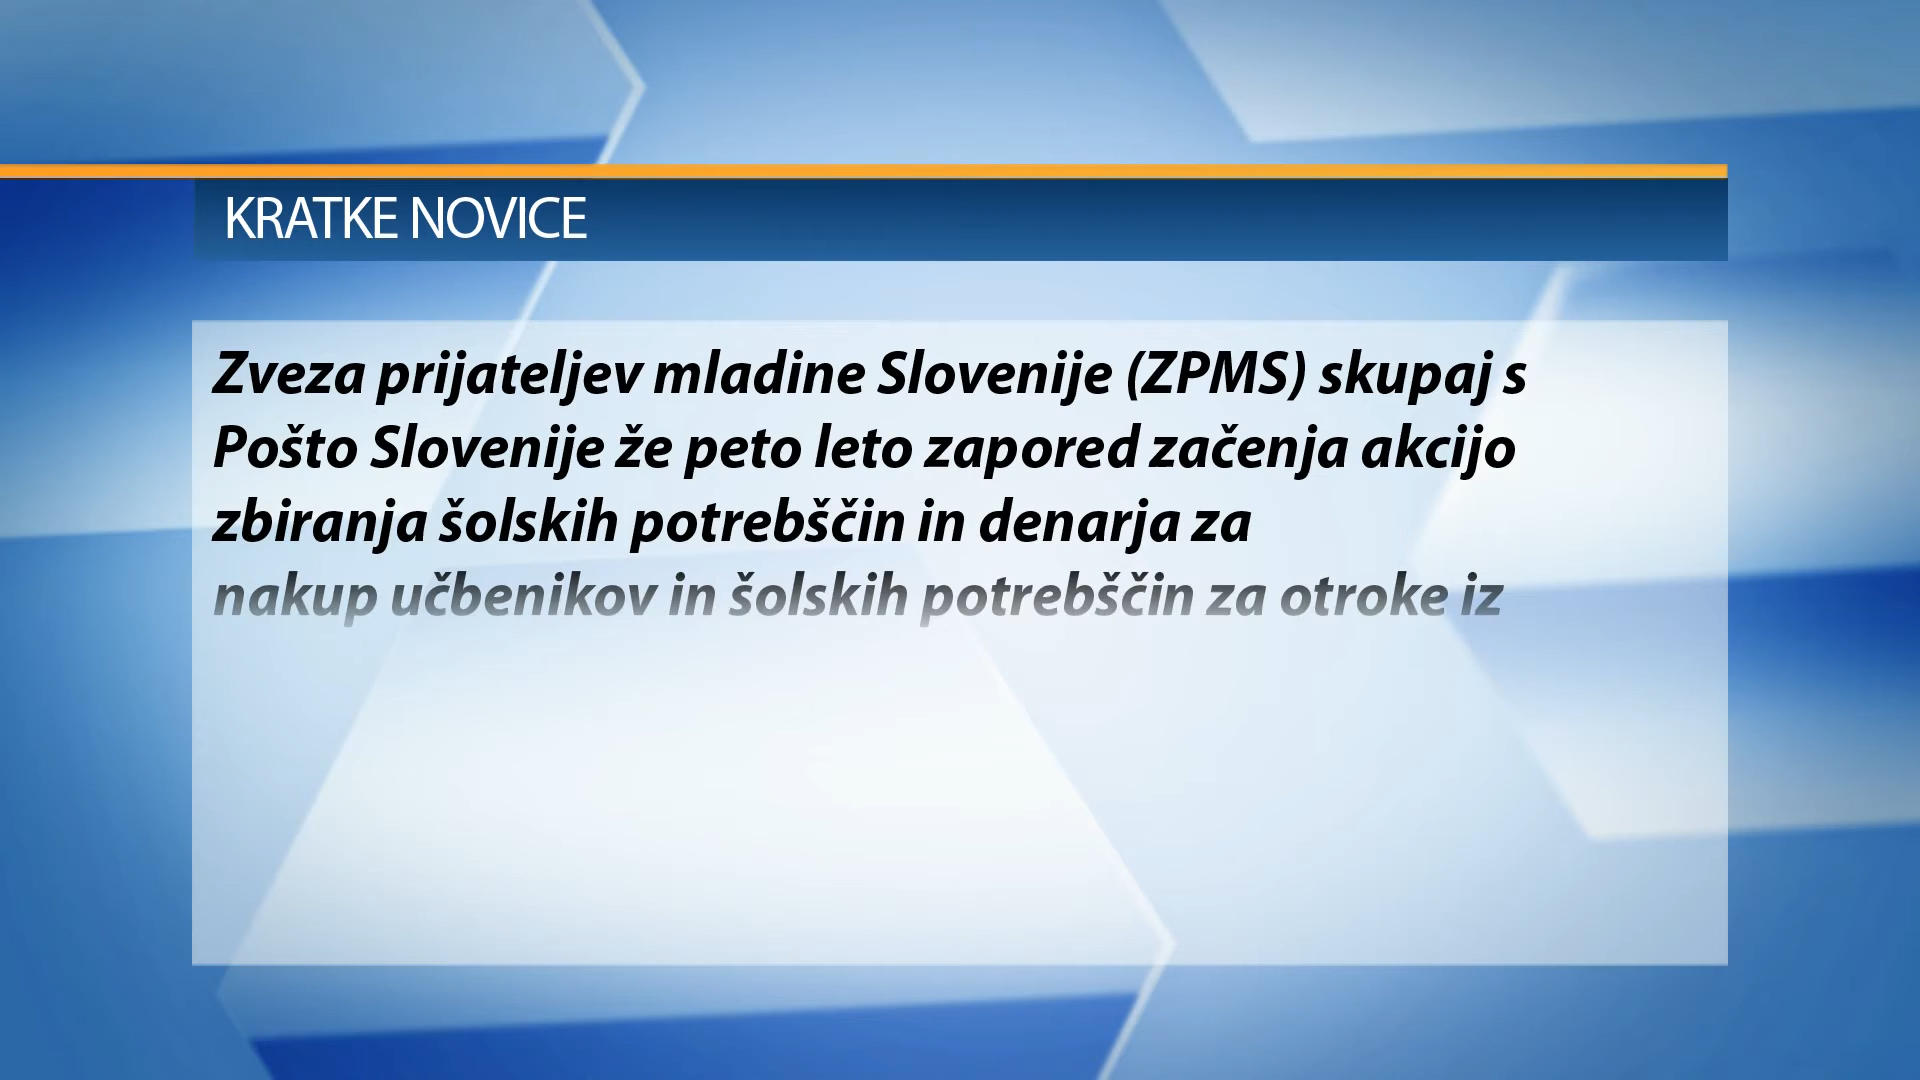 KRATKE NOVICE
Zveza prijateljev mladine Slovenije (ZPMS) skupaj s
Pošto Slovenije že peto leto zapored začenja akcijo
zbiranja šolskih potrebščin in denarja za
nakup učbenikov in šolskih potrebščin za otroke iz